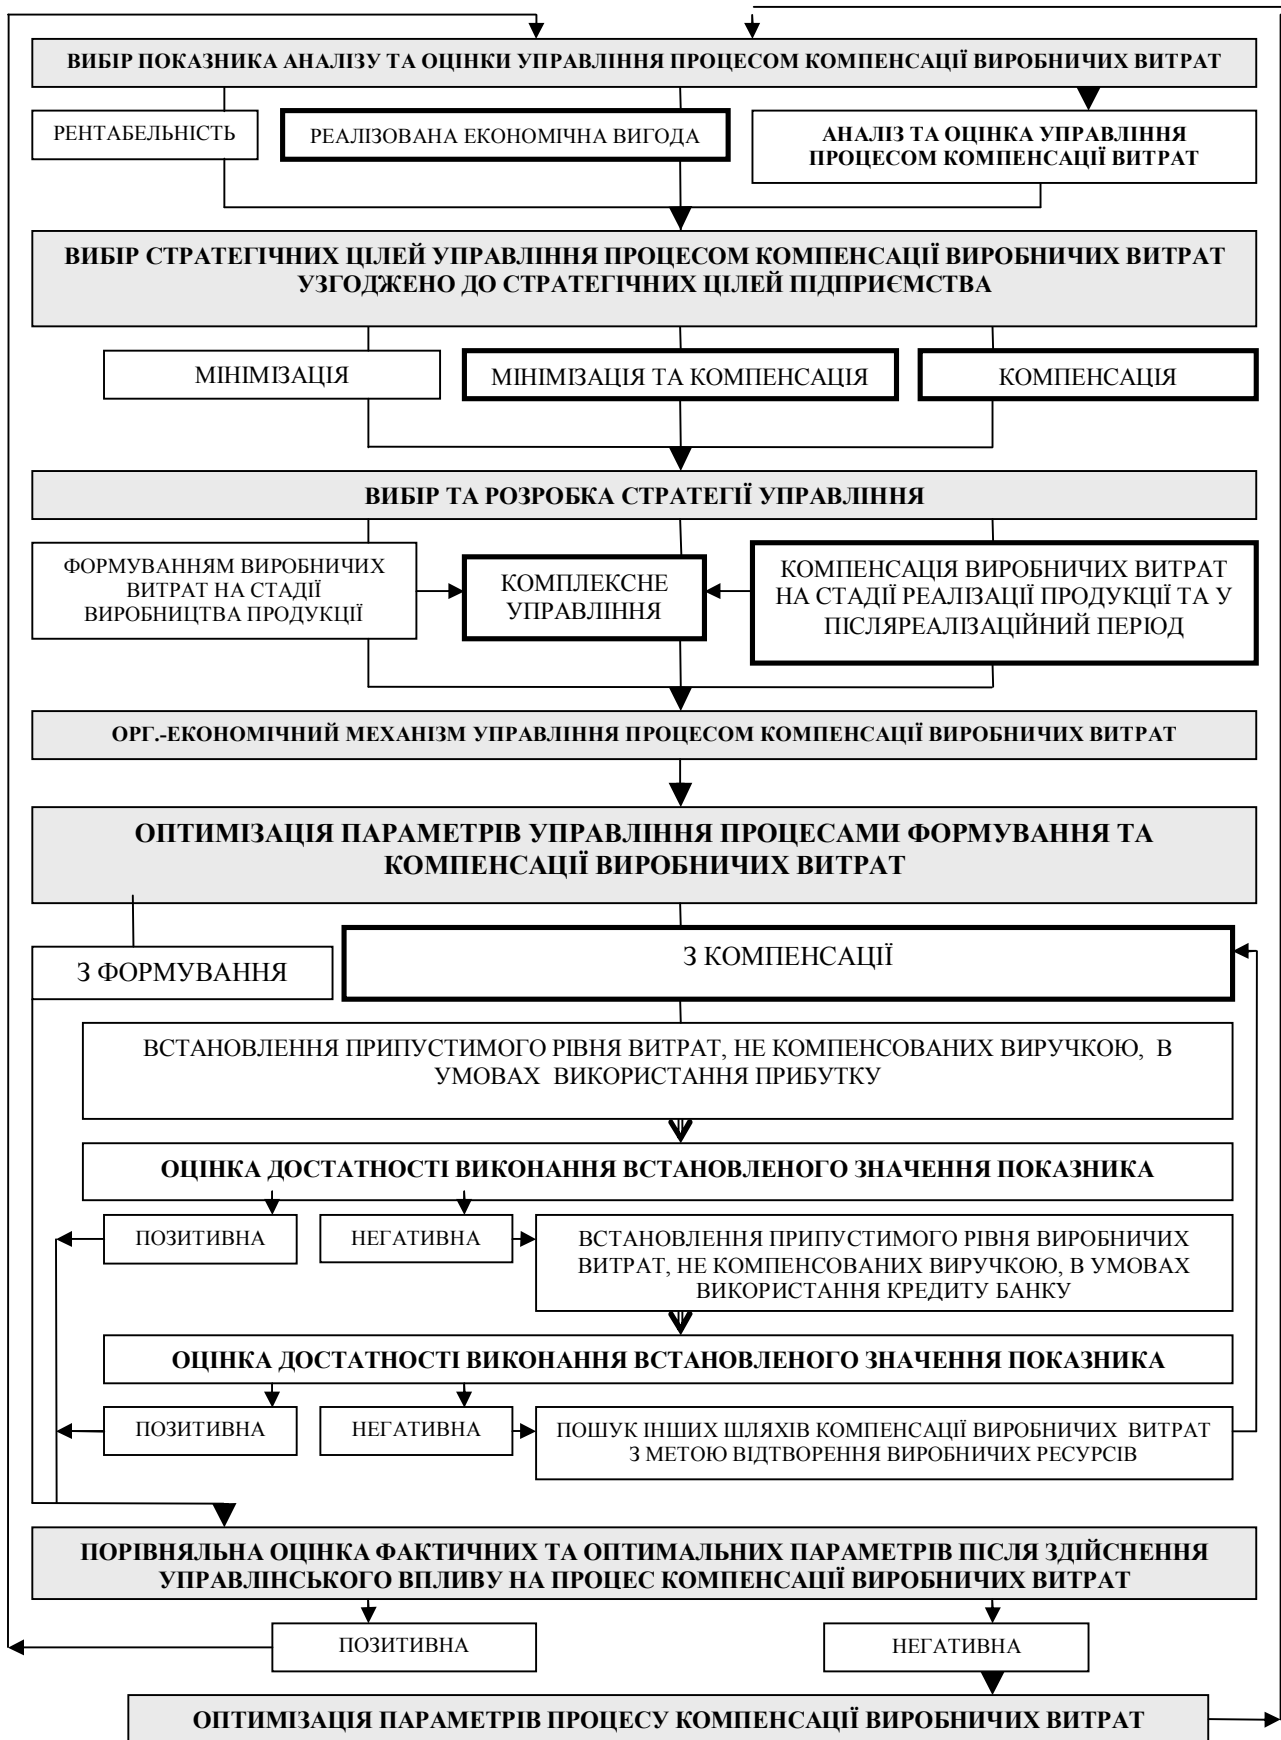 ВИБІР ПОКАЗНИКА АНАЛІЗУ ТА ОЦІНКИ УПРАВЛІННЯ ПРОЦЕСОМ КОМПЕНСАЦІЇ ВИРОБНИЧИХ ВИТРАТ
РЕНТАБЕЛЬНІСТЬ
РЕАЛІЗОВАНА ЕКОНОМІЧНА ВИГОДА
АНАЛІЗ ТА ОЦІНКА УПРАВЛІННЯ
ПРОЦЕСОМ КОМПЕНСАЦІЇ ВИТРАТ
ВИБІР СТРАТЕГІЧНИХ ЦІЛЕЙ УПРАВЛІННЯ ПРОЦЕСОМ КОМПЕНСАЦІЇ ВИРОБНИЧИХ ВИТРАТ
УЗГОДЖЕНО ДО СТРАТЕГІЧНИХ ЦІЛЕЙ ПІДПРИЄМСТВА
МІНІМІЗАЦІЯ
МІНІМІЗАЦІЯ ТА КОМПЕНСАЦІЯ
КОМПЕНСАЦІЯ
ВИБІР ТА РОЗРОБКА СТРАТЕГІЇ УПРАВЛІННЯ
ФОРМУВАННЯМ ВИРОБНИЧИХ
ВИТРАТ НА СТАДІЇ
ВИРОБНИЦТВА ПРОДУКЦІЇ
КОМПЛЕКСНЕ
УПРАВЛІННЯ
КОМПЕНСАЦІЯ ВИРОБНИЧИХ ВИТРАТ
НА СТАДІЇ РЕАЛІЗАЦІЇ ПРОДУКЦІЇ ТА У
ПІСЛЯРЕАЛІЗАЦІЙНИЙ ПЕРІОД
ОРГ.-ЕКОНОМІЧНИЙ МЕХАНІЗМ УПРАВЛІННЯ ПРОЦЕСОМ КОМПЕНСАЦІЇ ВИРОБНИЧИХ ВИТРАТ
ОПТИМІЗАЦІЯ ПАРАМЕТРІВ УПРАВЛІННЯ ПРОЦЕСАМИ ФОРМУВАННЯ ТА
КОМПЕНСАЦІЇ ВИРОБНИЧИХ ВИТРАТ
З ФОРМУВАННЯ
З КОМПЕНСАЦІЇ
ВСТАНОВЛЕННЯ ПРИПУСТИМОГО РІВНЯ ВИТРАТ, НЕ КОМПЕНСОВАНИХ ВИРУЧКОЮ, В
УМОВАХ ВИКОРИСТАННЯ ПРИБУТКУ
ОЦІНКА ДОСТАТНОСТІ ВИКОНАННЯ ВСТАНОВЛЕНОГО ЗНАЧЕННЯ ПОКАЗНИКА
ПОЗИТИВНА
НЕГАТИВНА
ВСТАНОВЛЕННЯ ПРИПУСТИМОГО РІВНЯ ВИРОБНИЧИХ
ВИТРАТ, НЕ КОМПЕНСОВАНИХ ВИРУЧКОЮ, В УМОВАХ
ВИКОРИСТАННЯ КРЕДИТУ БАНКУ
ОЦІНКА ДОСТАТНОСТІ ВИКОНАННЯ ВСТАНОВЛЕНОГО ЗНАЧЕННЯ ПОКАЗНИКА
ПОЗИТИВНА
НЕГАТИВНА
ПОШУК ІНШИХ ШЛЯХІВ КОМПЕНСАЦІЇ ВИРОБНИЧИХ ВИТРАТ
З МЕТОЮ ВІДТВОРЕННЯ ВИРОБНИЧИХ РЕСУРСІВ
ПОРІВНЯЛЬНА ОЦІНКА ФАКТИЧНИХ ТА ОПТИМАЛЬНИХ ПАРАМЕТРІВ ПІСЛЯ ЗДІЙСНЕННЯ
УПРАВЛІНСЬКОГО ВПЛИВУ НА ПРОЦЕС КОМПЕНСАЦІЇ ВИРОБНИЧИХ ВИТРАТ
ПОЗИТИВНА
НЕГАТИВНА
ОПТИМІЗАЦІЯ ПАРАМЕТРІВ ПРОЦЕСУ КОМПЕНСАЦІЇ ВИРОБНИЧИХ ВИТРАТ